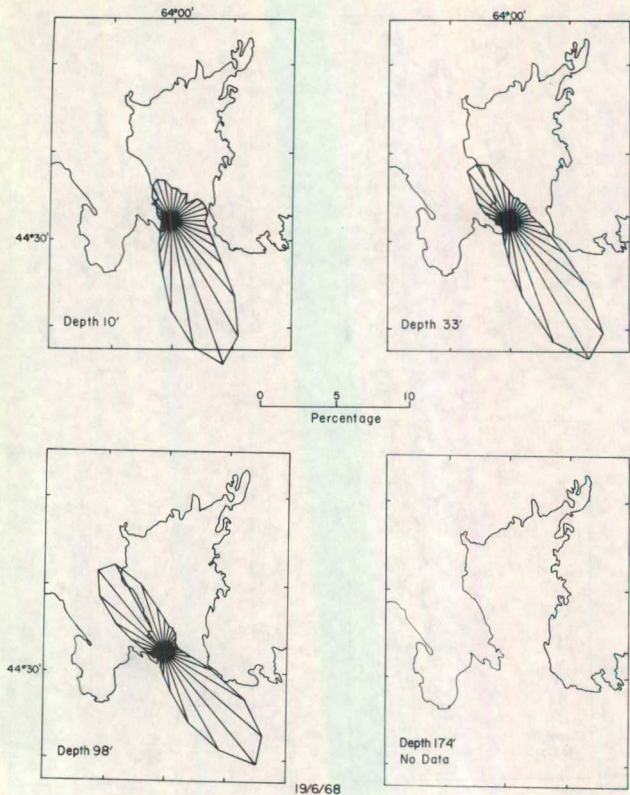 64°00'
64°00'
44°30'
Depth 10'
Depth 33'
0 5 10
Percentage
44°30'
Depth 98'
Depth 174'
No Data
19/6/68